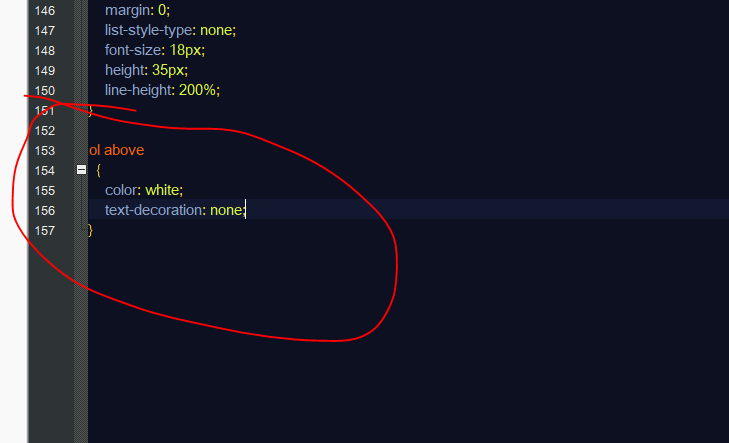 146 margin: 0;
147 list-style-type: none;
148 font-size: 18px;
149 height: 35px;
150 line-height: 200%;
151 }
152
153 ol above
154 {
155 color: white;
156 text-decoration: none;
157 }